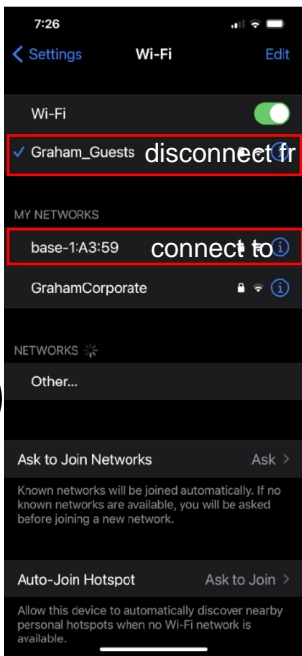 7:26
Settings Wi-Fi Edit
Wi-Fi
Graham_Guests disconnect fr
MY NETWORKS
base-1:A3:59 connect to
GrahamCorporate
NETWORKS
Other...
Ask to Join Networks Ask
Known networks will be joined automatically. If no
known networks are available, you will be asked
before joining a new network.
Auto-Join Hotspot Ask to Join
Allow this device to automatically discover nearby
personal hotspots when no Wi-Fi network is
available.